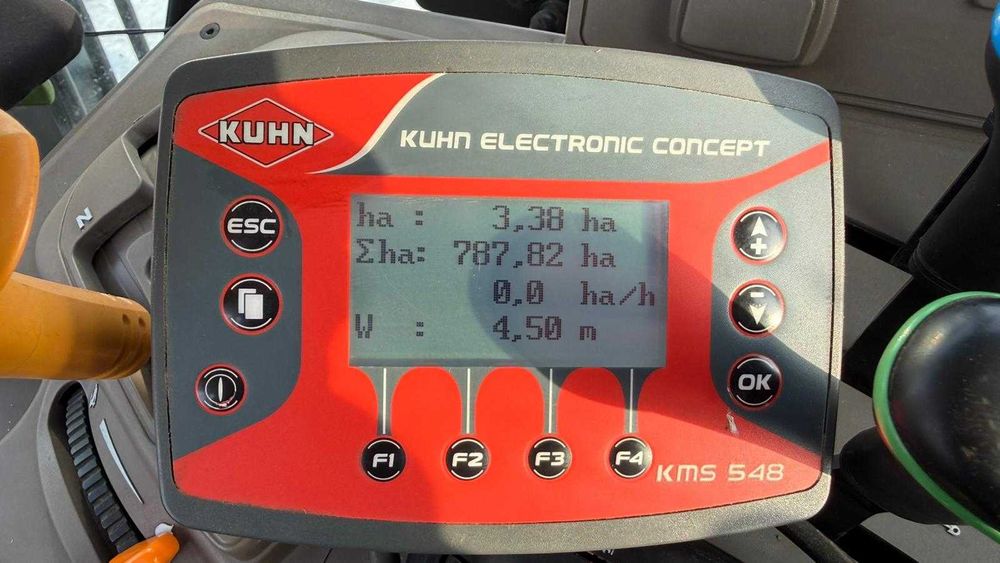 KUHN
KUHN ELECTRONIC CONCEPT
ESC
ha : 3,38 ha
Σha: 787,82 ha
0,0 ha/h
W : 4,50 m
OK
F1 F2 F3 F4
KMS 548
N